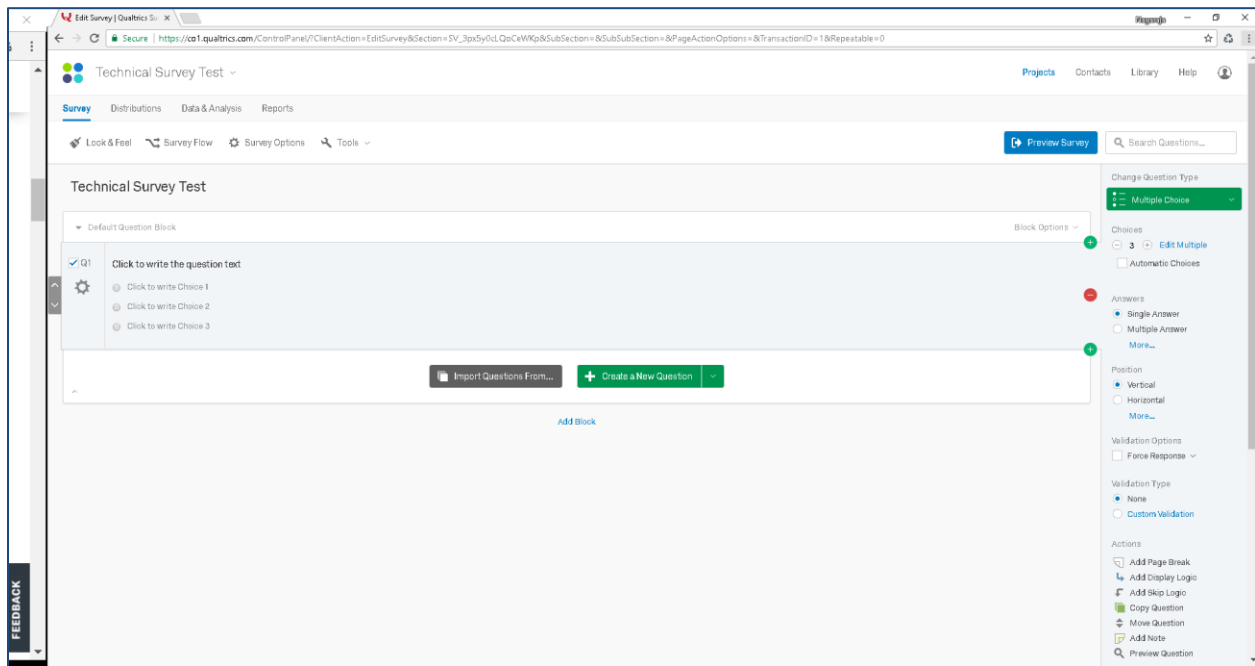 Edit Survey | Qualtrics Su
Secure | https://co1.qualtrics.com/ControlPanel/?ClientAction=EditSurvey&Section=SV_3px5y0cLQpCeWKp&SubSection=&SubSubSection=&PageActionOptions=&TransactionID=1&Repeatable=0
Technical Survey Test
Projects Contacts Library Help
Survey Distributions Data & Analysis Reports
Look & Feel Survey Flow Survey Options Tools
Preview Survey
Search Questions...
Technical Survey Test
Default Question Block
Block Options
Q1
Click to write the question text
Click to write Choice 1
Click to write Choice 2
Click to write Choice 3
Import Questions From...
Create a New Question
Add Block
Change Question Type
Multiple Choice
Choices
3 Edit Multiple
Automatic Choices
Answers
Single Answer
Multiple Answer
More...
Position
Vertical
Horizontal
More...
Validation Options
Force Response
Validation Type
None
Custom Validation
Actions
Add Page Break
Add Display Logic
Add Skip Logic
Copy Question
Move Question
Add Note
Preview Question
FEEDBACK